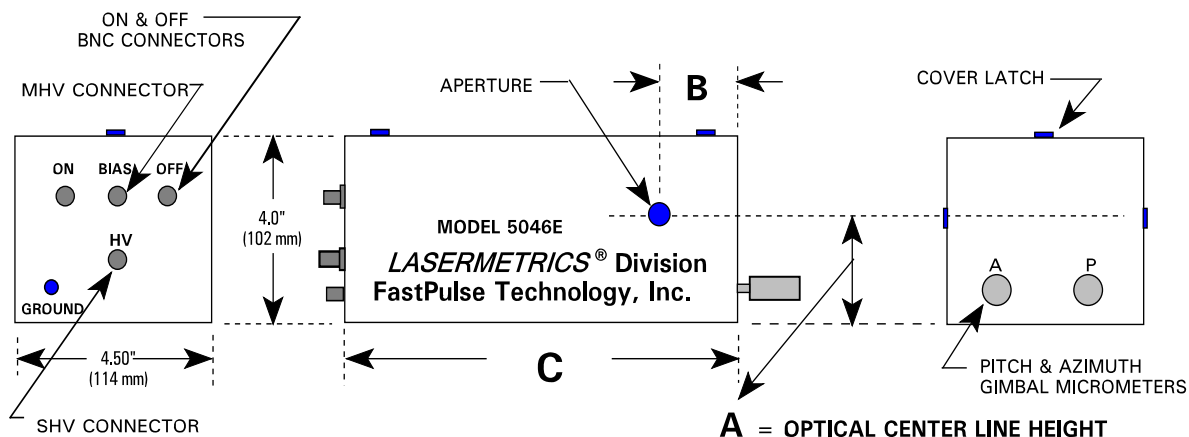 ON & OFF
BNC CONNECTORS
MHV CONNECTOR
ON
BIAS
OFF
HV
GROUND
4.50"
(114 mm)
SHV CONNECTOR
4.0"
(102 mm)
APERTURE
B
MODEL 5046E
LASERMETRICS ® Division
FastPulse Technology, Inc.
C
COVER LATCH
A
P
PITCH & AZIMUTH
GIMBAL MICROMETERS
A = OPTICAL CENTER LINE HEIGHT